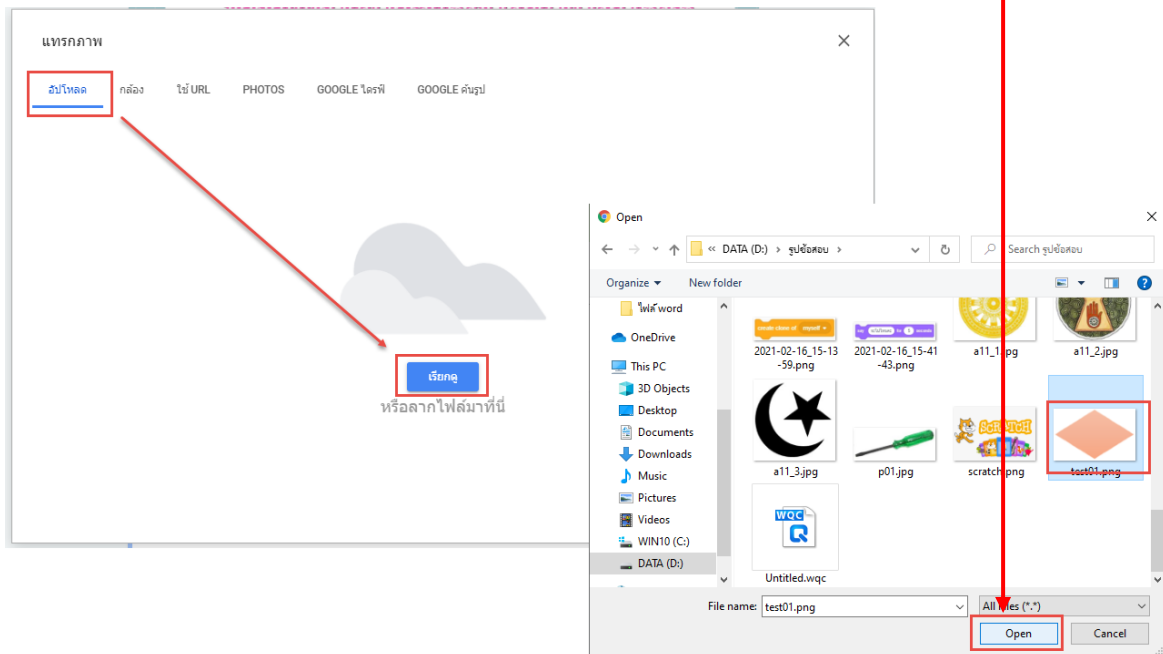 แทรกภาพ
อัปโหลด กล้อง ใช้ URL PHOTOS GOOGLE ไดรฟ์ GOOGLE ค้นรูป
เรียกดู
หรือลากไฟล์มาที่นี่
Open
« DATA (D:) › รูปข้อสอบ ›
Search รูปข้อสอบ
Organize
New folder
ไฟล์ word
OneDrive
This PC
3D Objects
Desktop
Documents
Downloads
Music
Pictures
Videos
WIN10 (C:)
DATA (D:)
create clone of myself
2021-02-16_15-13
-59.png
2021-02-16_15-41
-43.png
a11_1.jpg
a11_2.jpg
a11_3.jpg
p01.jpg
SCRATCH
scratch.png
test01.png
WQC
Untitled.wqc
File name: test01.png
All Files (*.*)
Open
Cancel